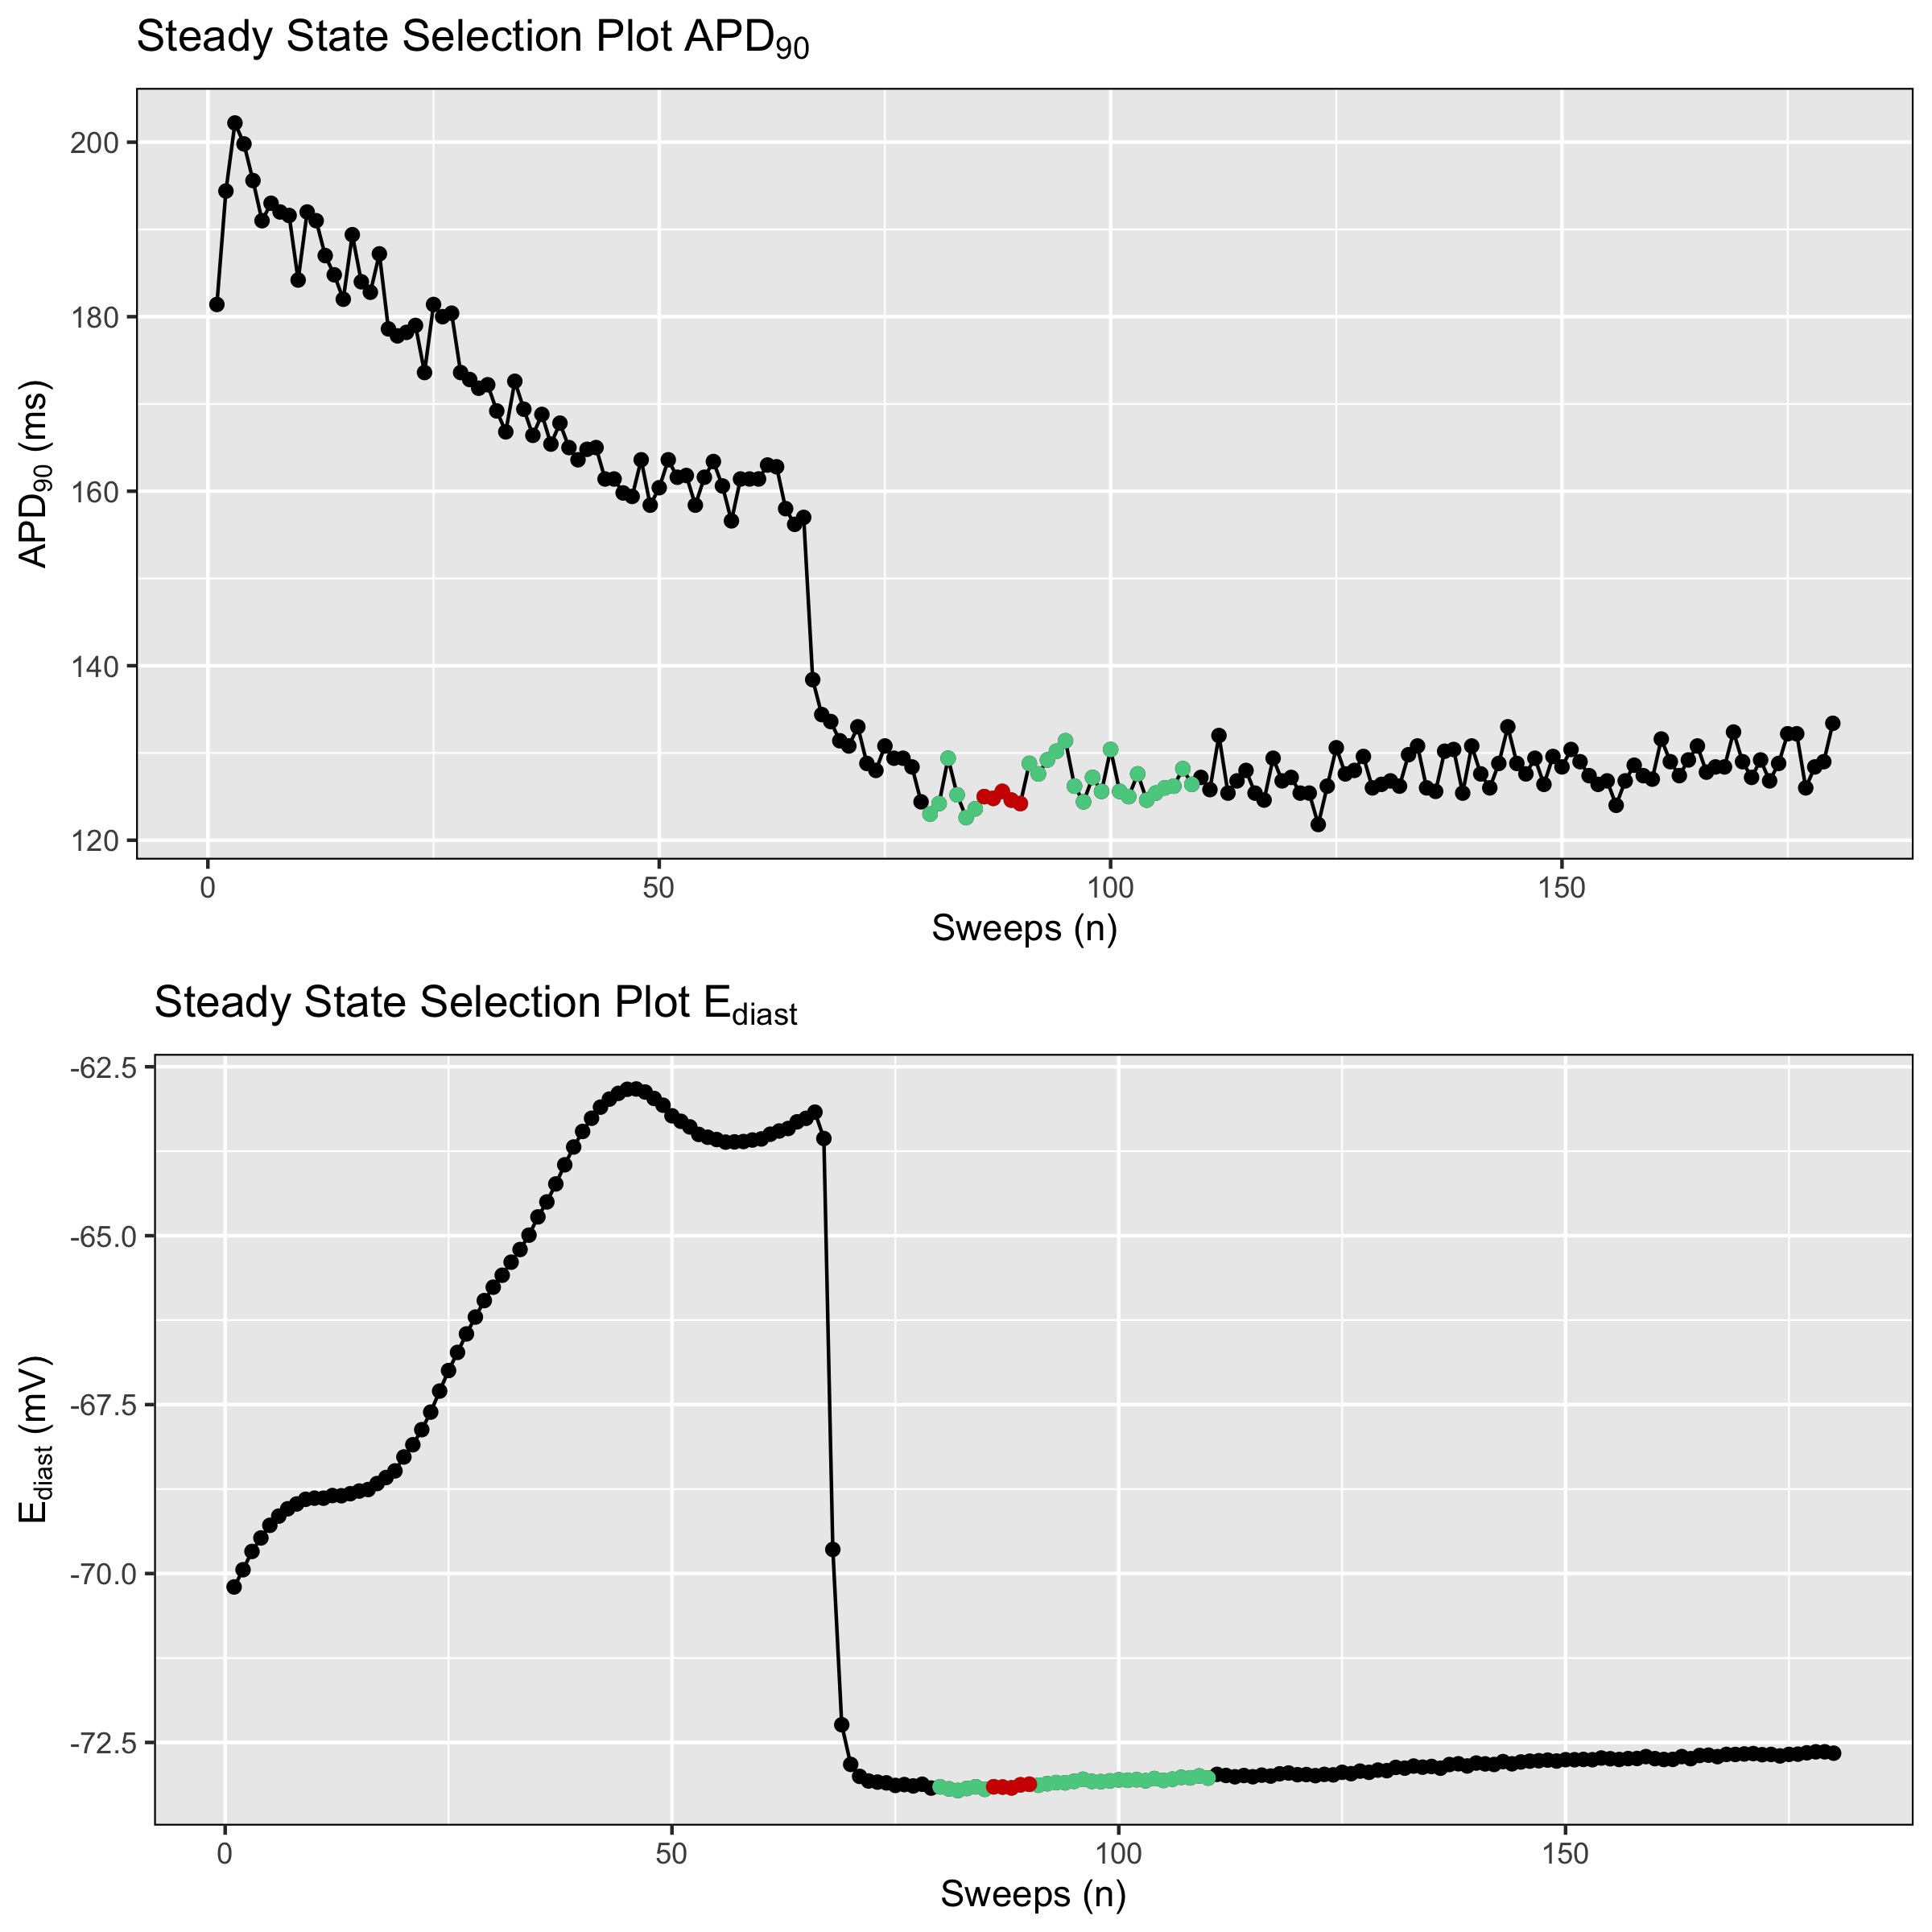 Steady State Selection Plot APD90
200
180
160
140
120
APD90 (ms)
0 50 100 150
Sweeps (n)
Steady State Selection Plot Ediast
-62.5
-65.0
-67.5
-70.0
-72.5
Ediast (mV)
0 50 100 150
Sweeps (n)